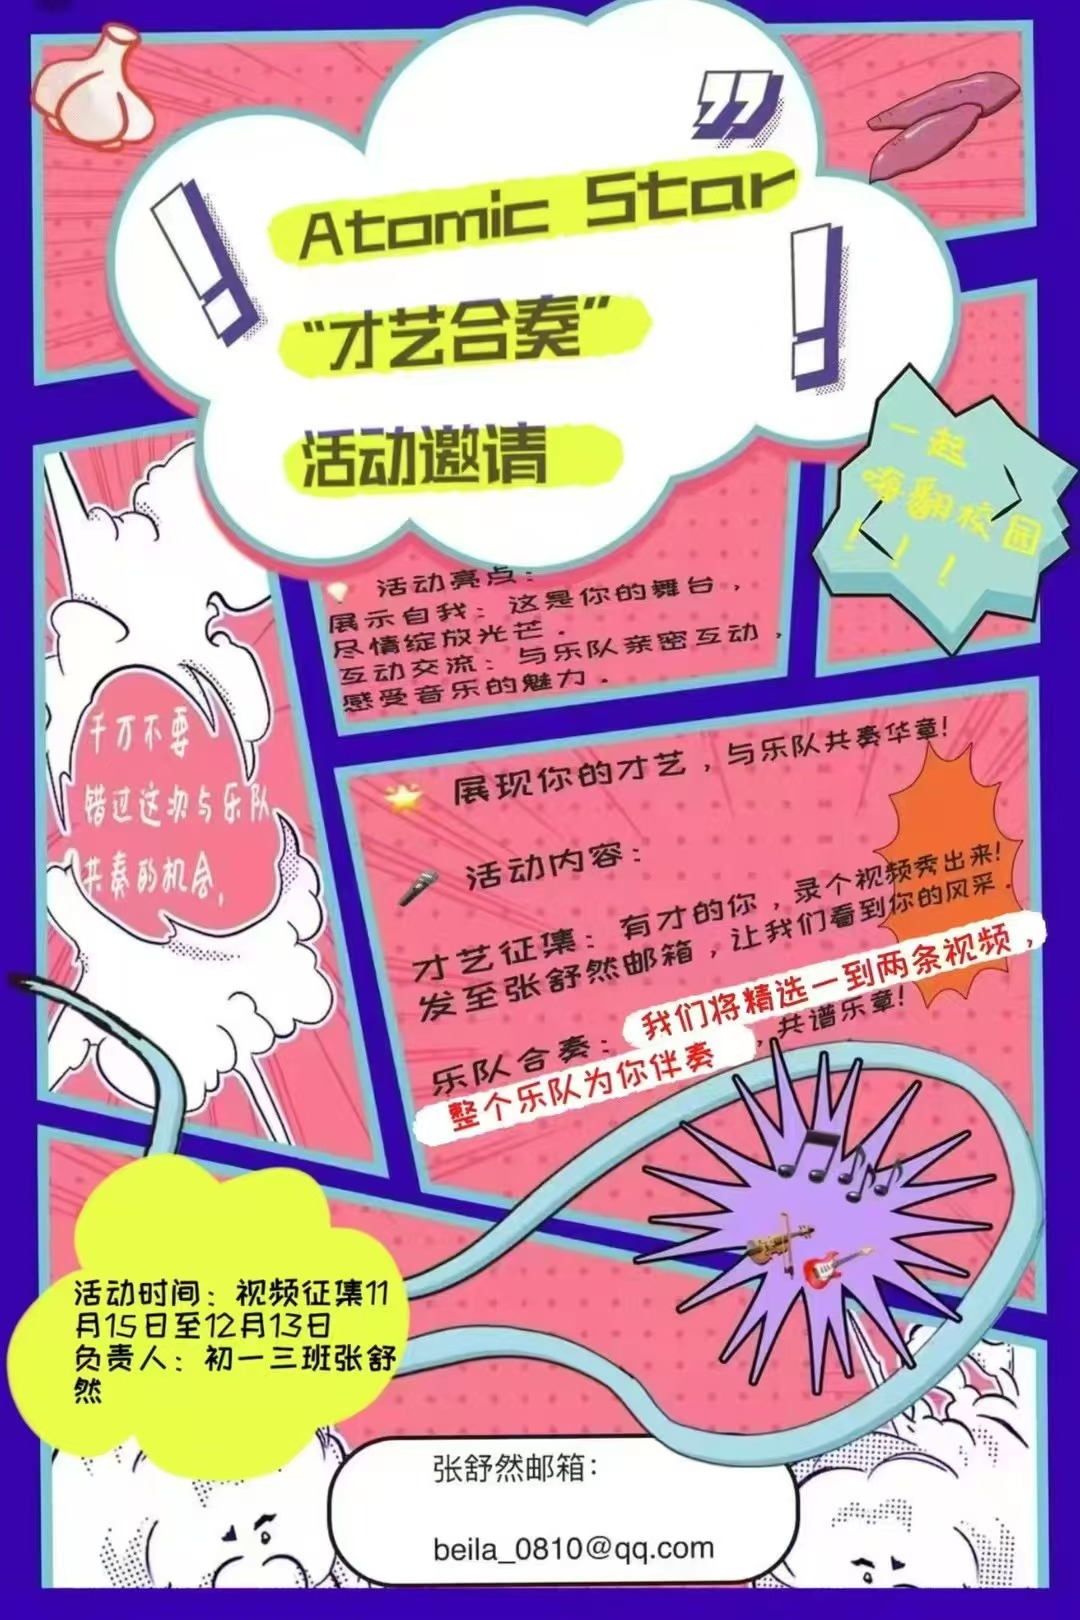 Atomic Star
“才艺合奏”
活动邀请
一起
嗨翻校园
！！！
活动亮点：
展示自我：这是你的舞台，
尽情绽放光芒.
互动交流：与乐队亲密互动，
感受音乐的魅力.
千万不要
错过这次与乐队
共奏的机会,
展现你的才艺，与乐队共奏华章!
活动内容：
才艺征集：有才的你，录个视频秀出来!
发至张舒然邮箱，让我们看到你的风采.
乐队合奏：我们将精选一到两条视频，
整个乐队为你伴奏，共谱乐章!
活动时间：视频征集11
月15日至12月13日
负责人：初一三班张舒
然
张舒然邮箱：
beila_0810@qq.com